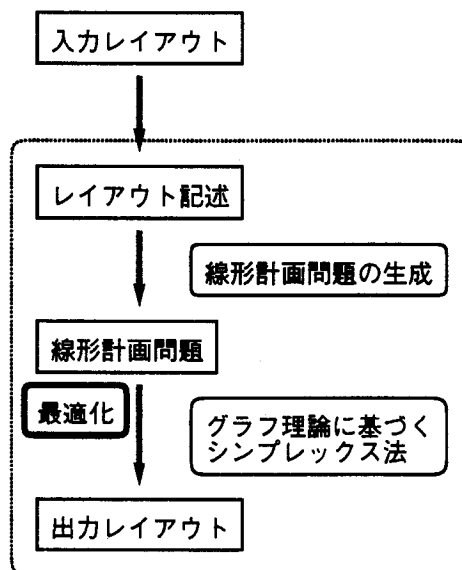 入力レイアウト
レイアウト記述
線形計画問題の生成
線形計画問題
最適化
グラフ理論に基づく
シンプレックス法
出力レイアウト